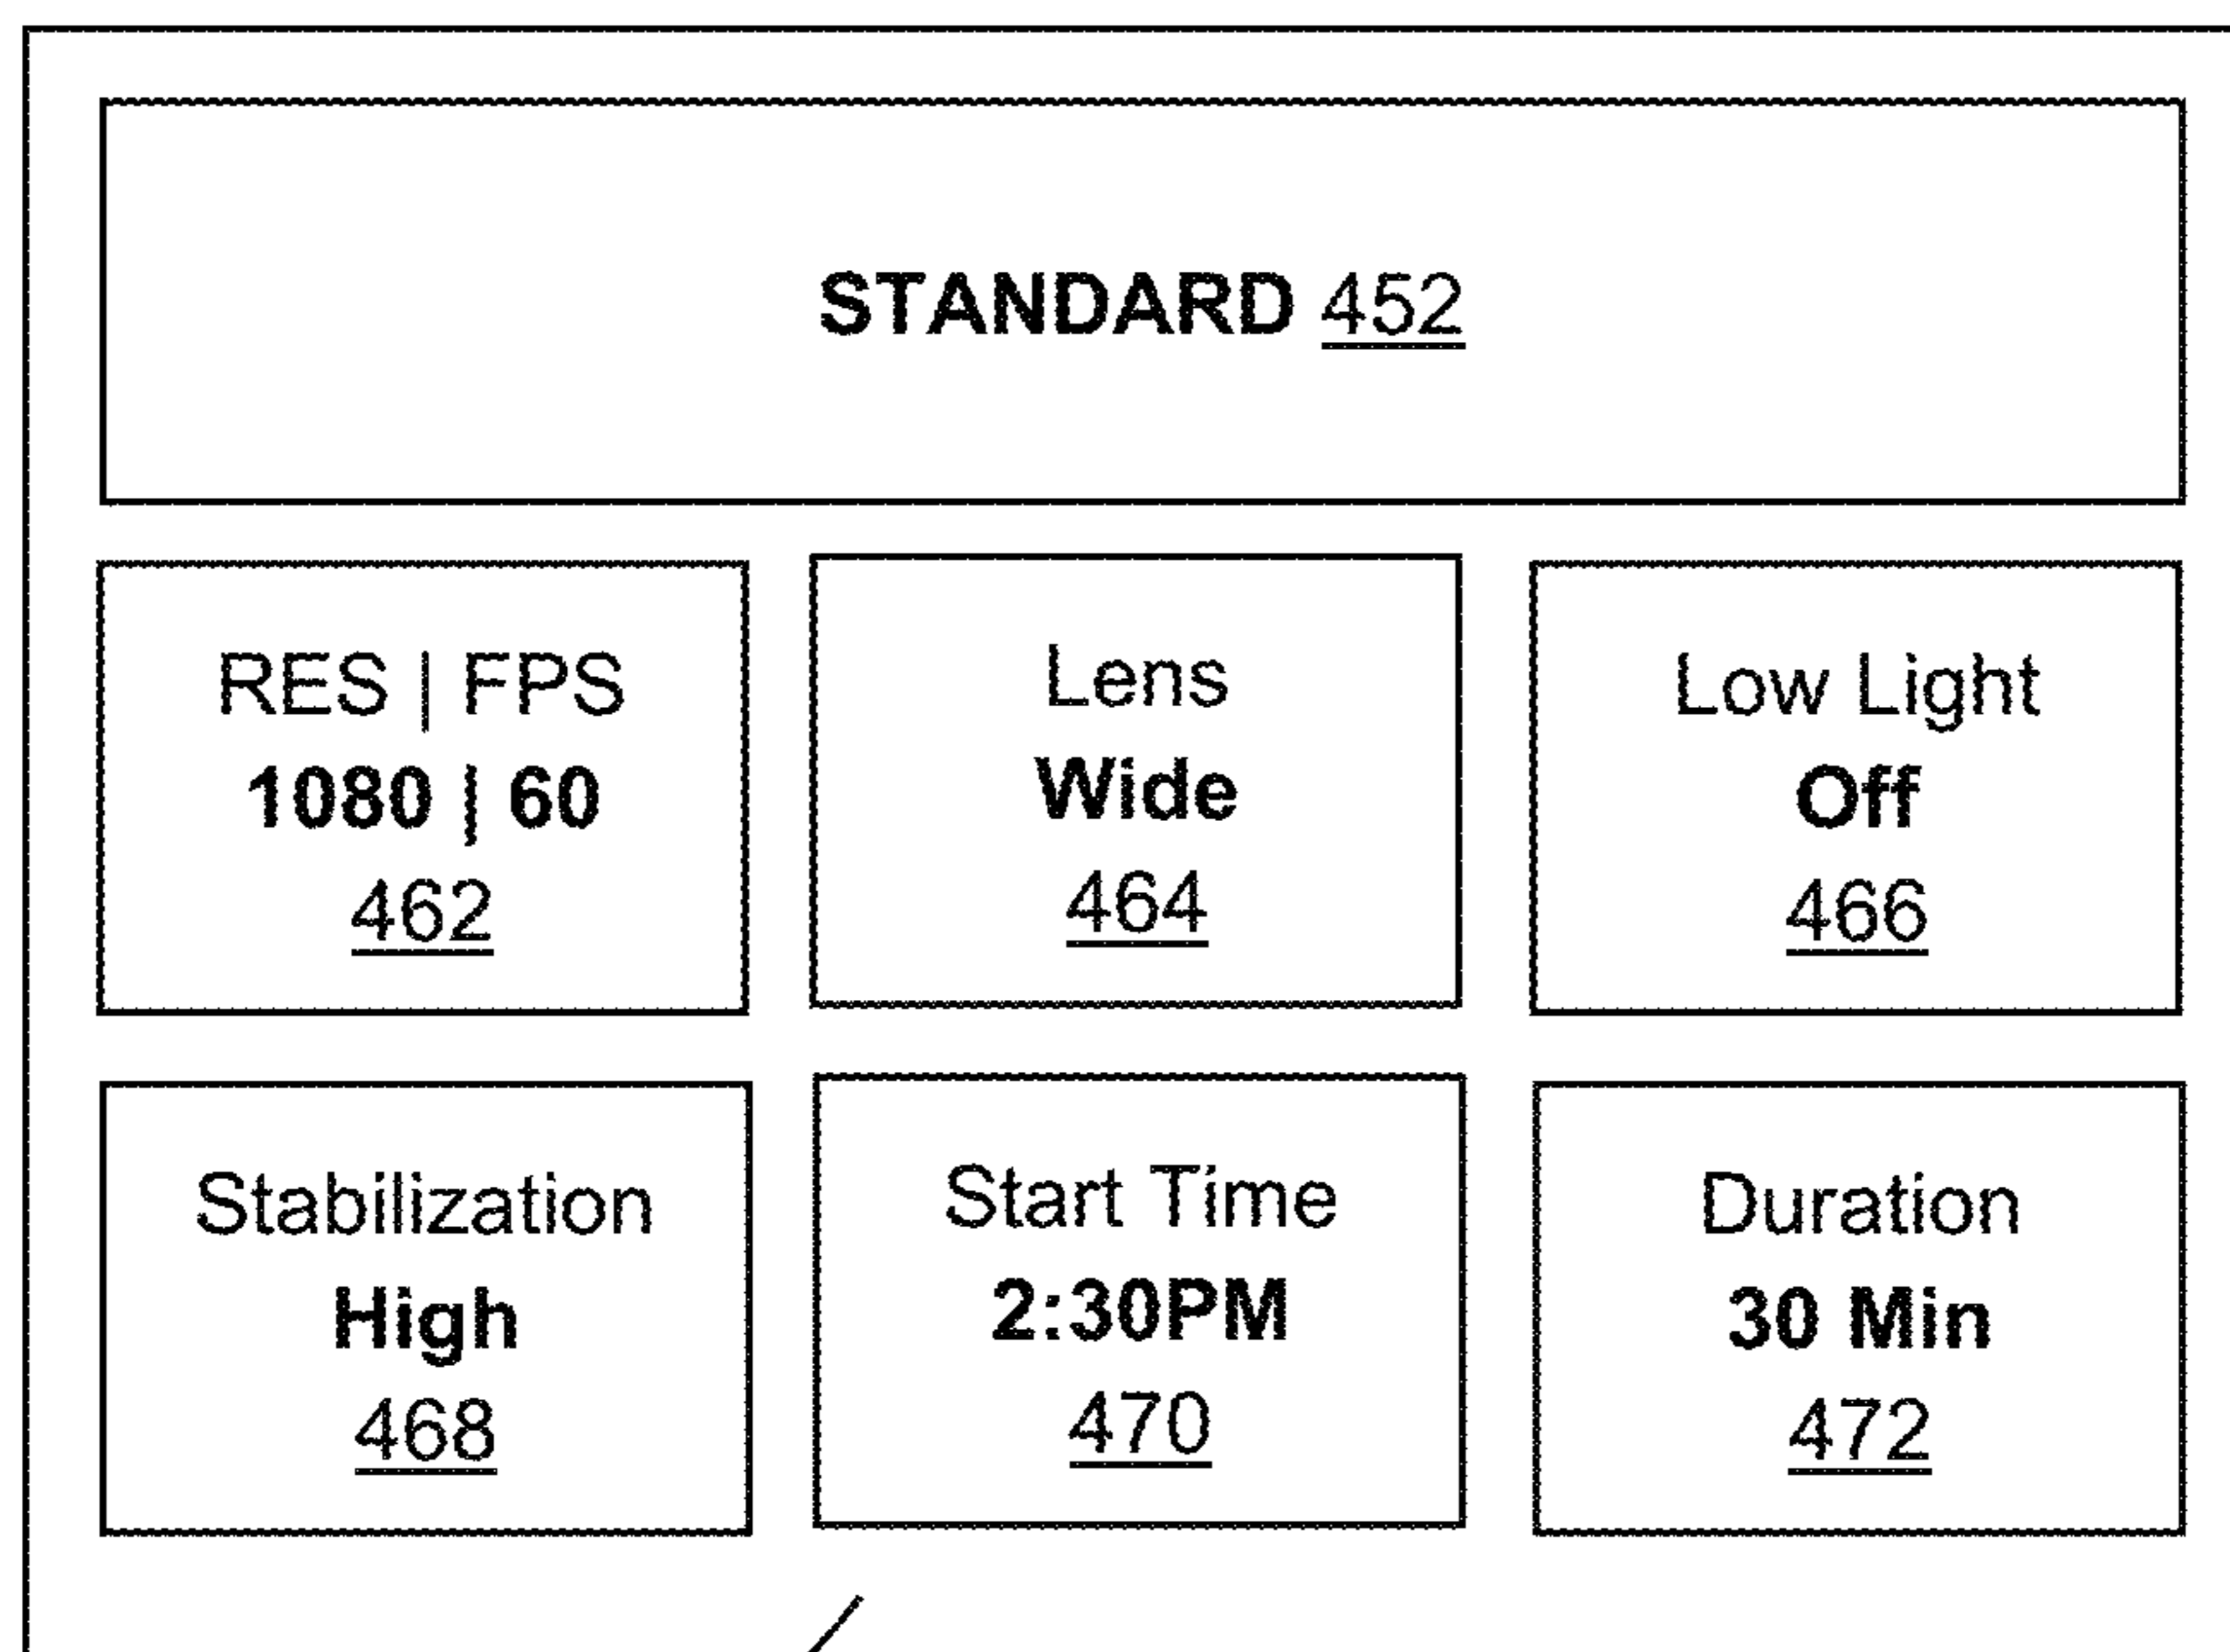 STANDARD 452
RES | FPS
1080 | 60
462
Lens
Wide
464
Low Light
Off
466
Stabilization
High
468
Start Time
2:30PM
470
Duration
30 Min
472